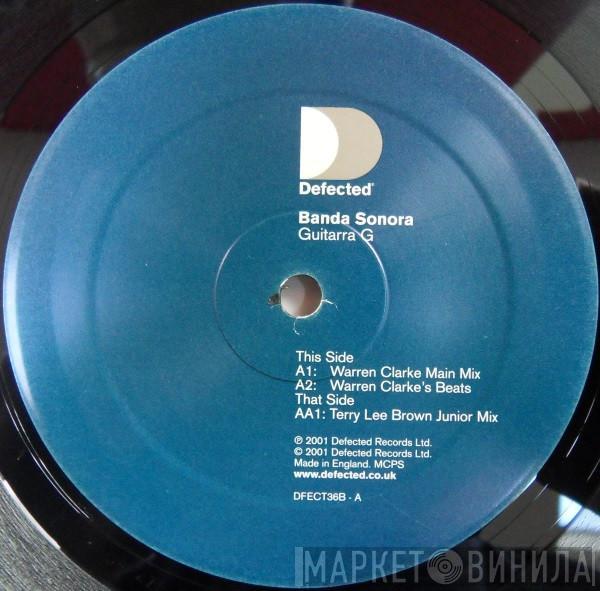 Defected®
Banda Sonora
Guitarra G
This Side
A1: Warren Clarke Main Mix
A2: Warren Clarke's Beats
That Side
AA1: Terry Lee Brown Junior Mix
℗ 2001 Defected Records Ltd.
© 2001 Defected Records Ltd.
Made in England. MCPS
www.defected.co.uk
DFECT36B - A
МАРКЕТ ВИНИЛА